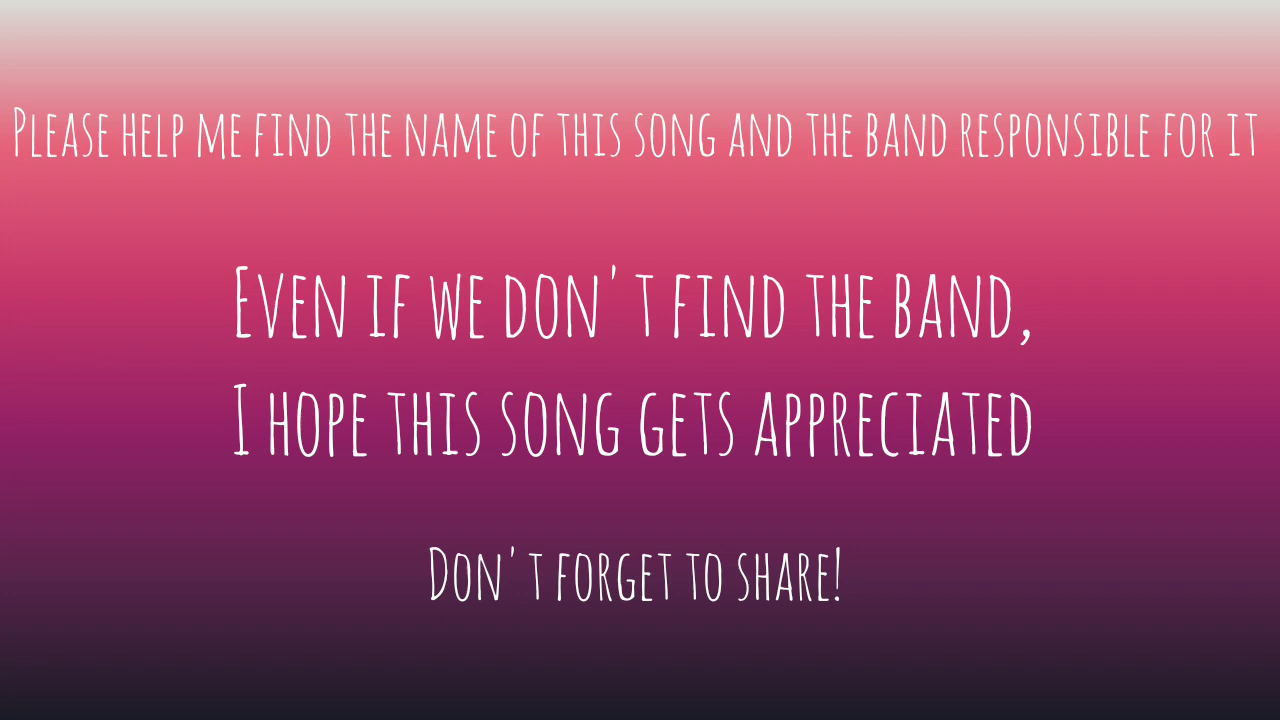 Please help me find the name of this song and the band responsible for it
Even if we don't find the band,
I hope this song gets appreciated
Don't forget to share!